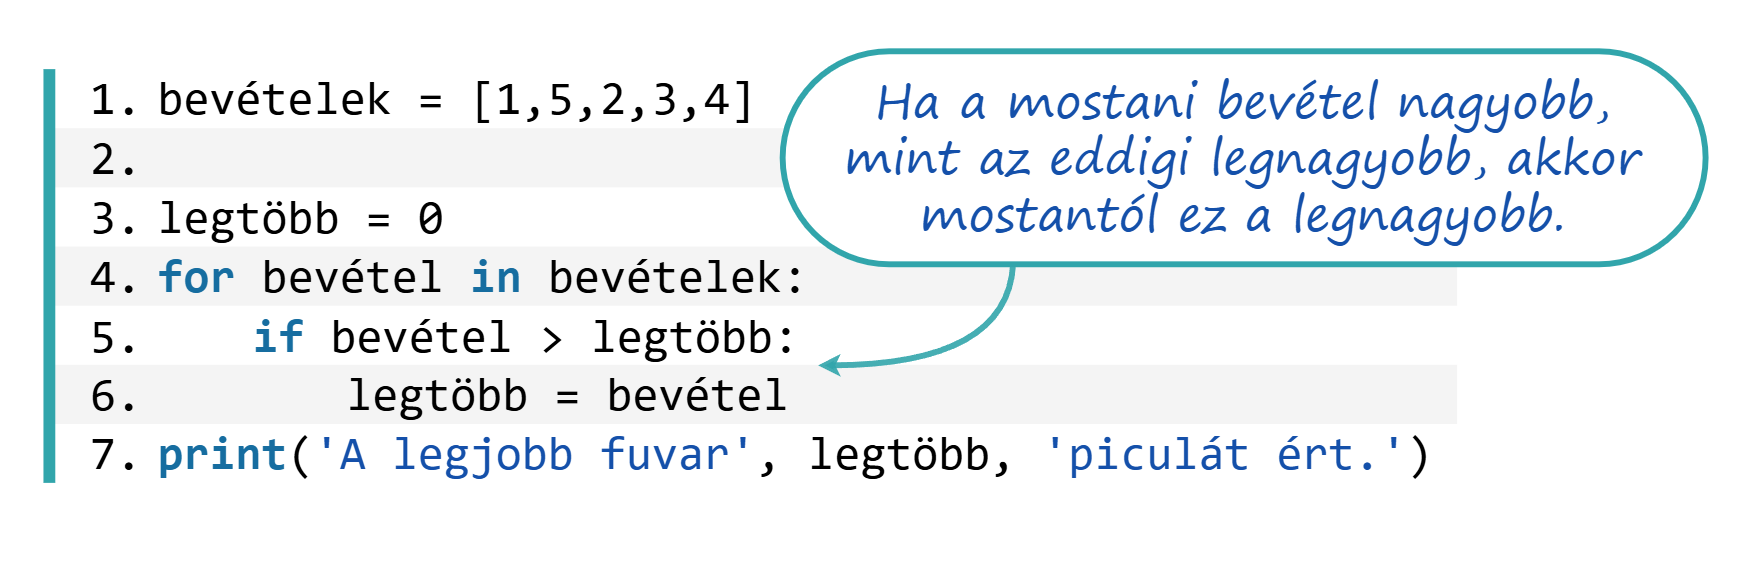 1. bevételek = [1,5,2,3,4]
2.
3. legtöbb = 0
4. for bevétel in bevételek:
5.     if bevétel > legtöbb:
6.         legtöbb = bevétel
7. print('A legjobb fuvar', legtöbb, 'piculát ért.')
Ha a mostani bevétel nagyobb,
mint az eddigi legnagyobb, akkor
mostantól ez a legnagyobb.